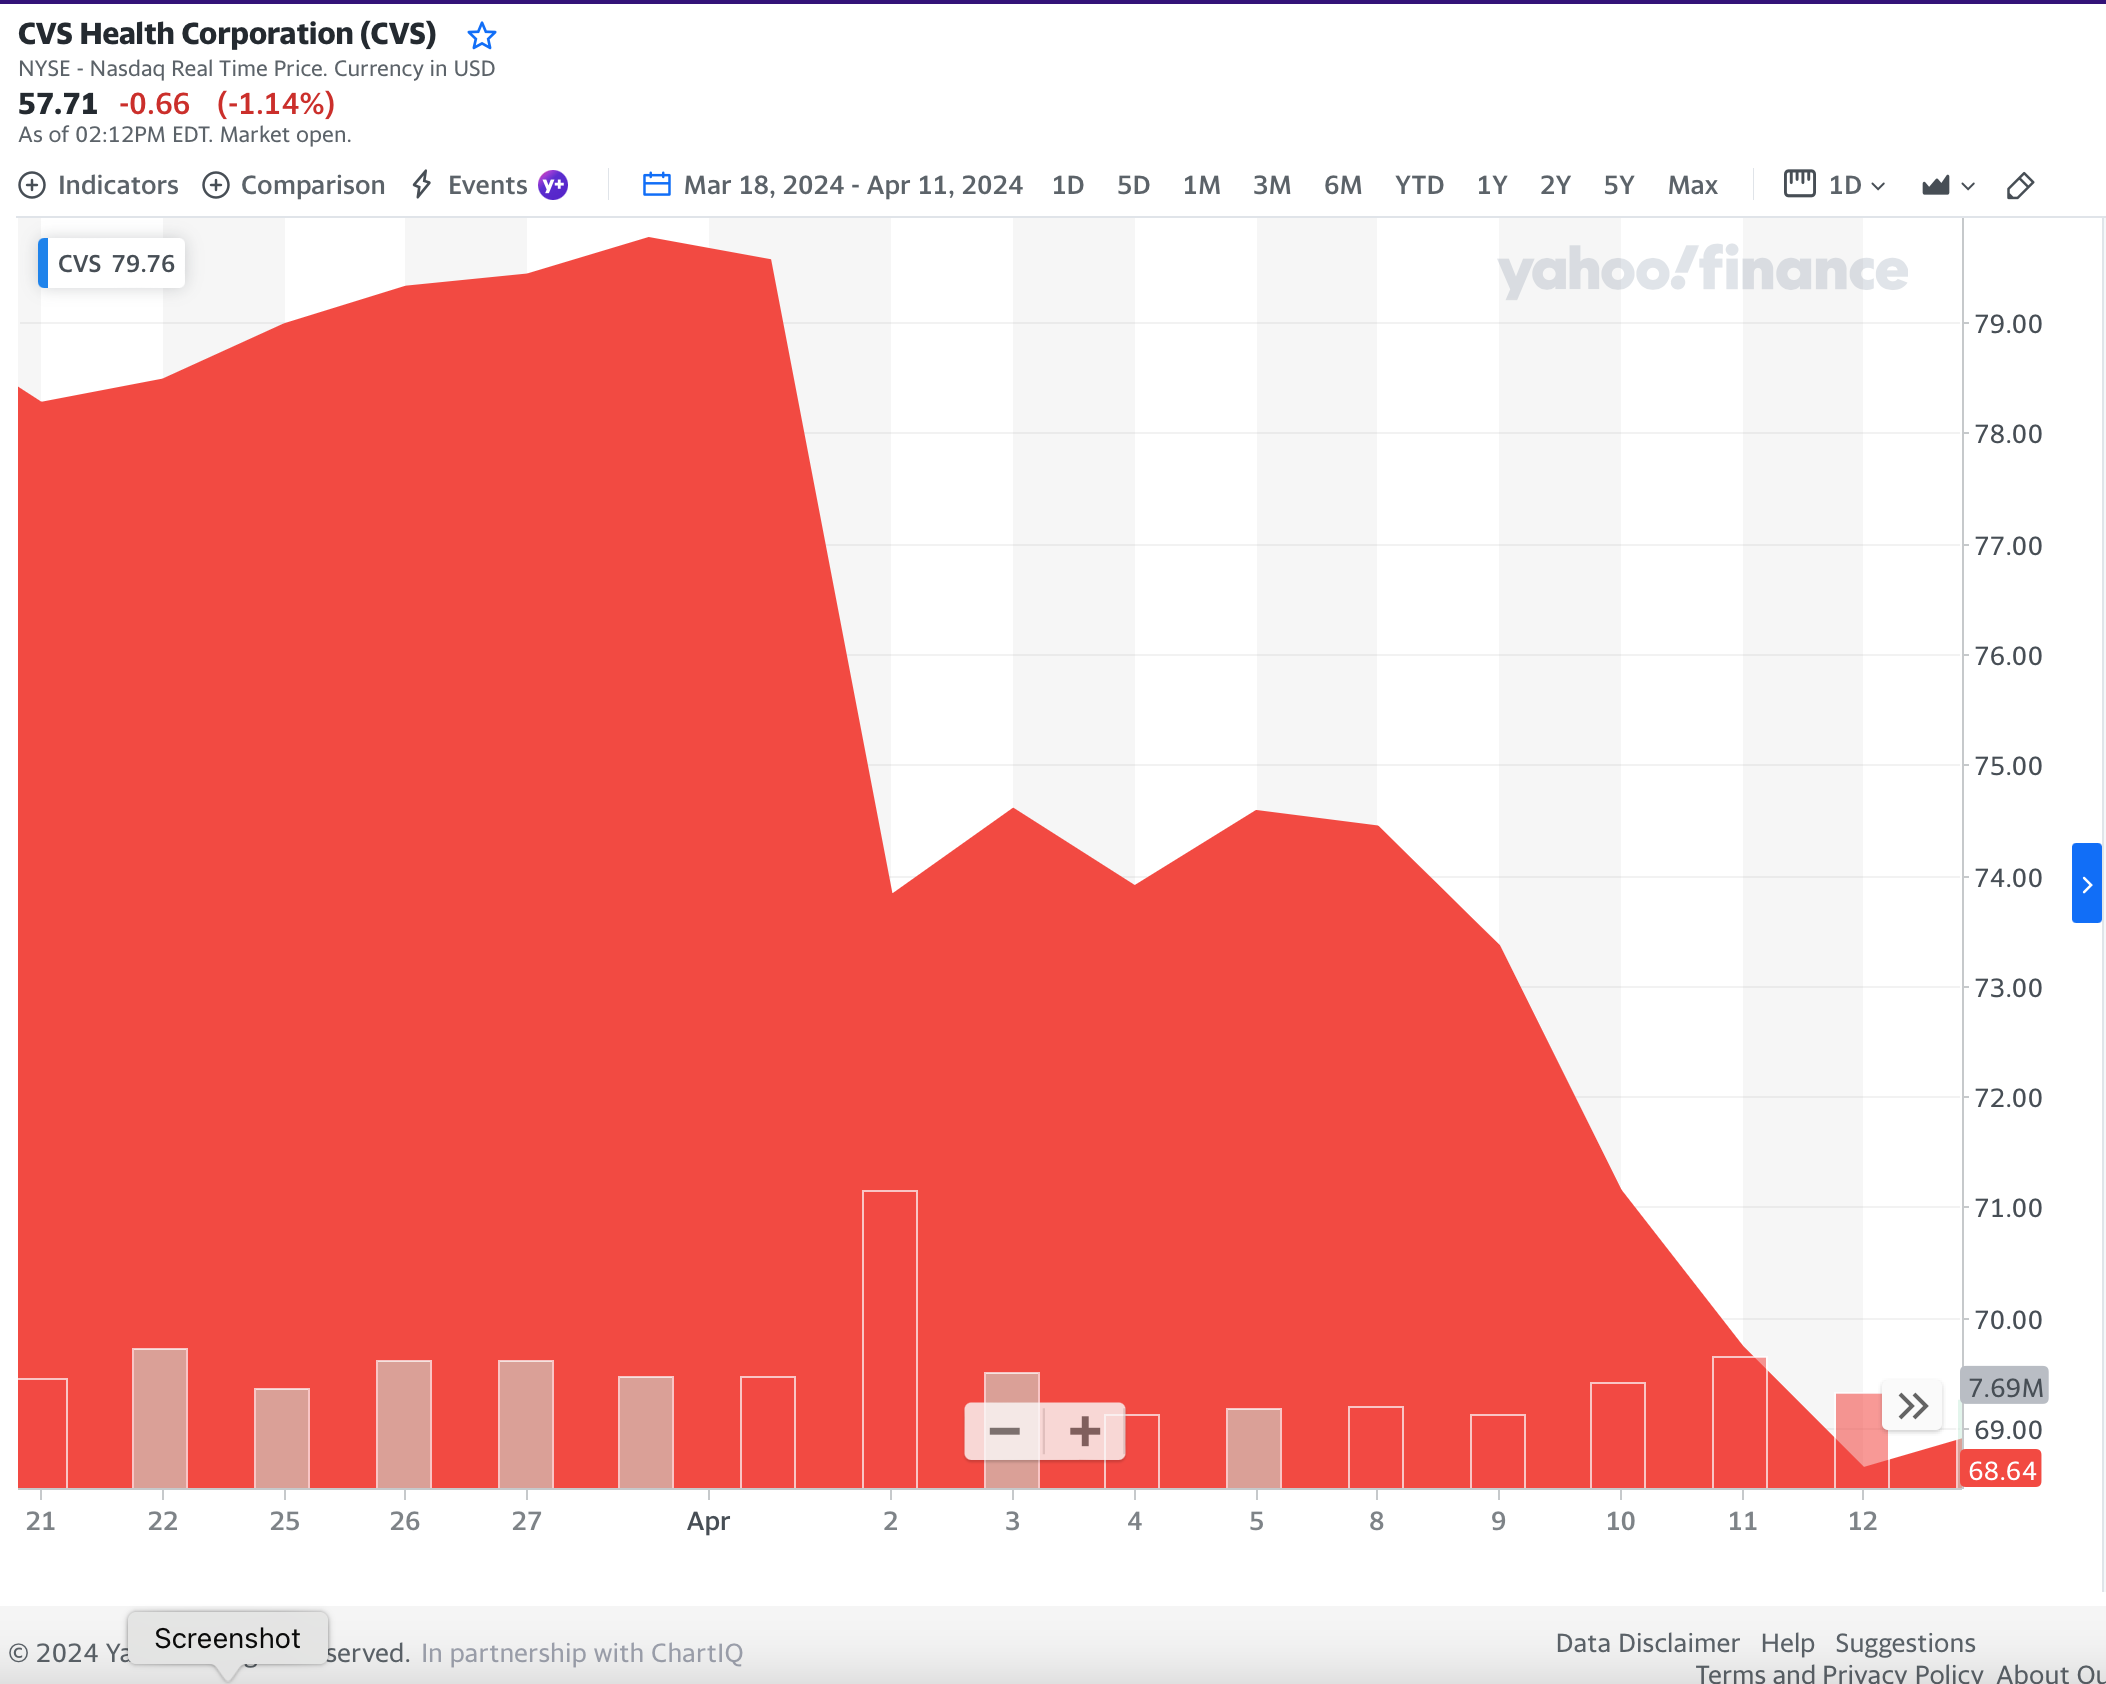 CVS Health Corporation (CVS)
NYSE - Nasdaq Real Time Price. Currency in USD
57.71 -0.66 (-1.14%)
As of 02:12PM EDT. Market open.
Indicators Comparison Events y+ Mar 18, 2024 - Apr 11, 2024 1D 5D 1M 3M 6M YTD 1Y 2Y 5Y Max 1D
CVS 79.76
yahoo!finance
79.00
78.00
77.00
76.00
75.00
74.00
73.00
72.00
71.00
70.00
7.69M
69.00
68.64
21 22 25 26 27 Apr 2 3 4 5 8 9 10 11 12
Screenshot
© 2024 Ya served. In partnership with ChartIQ
Data Disclaimer Help Suggestions
Terms and Privacy Policy About Ou